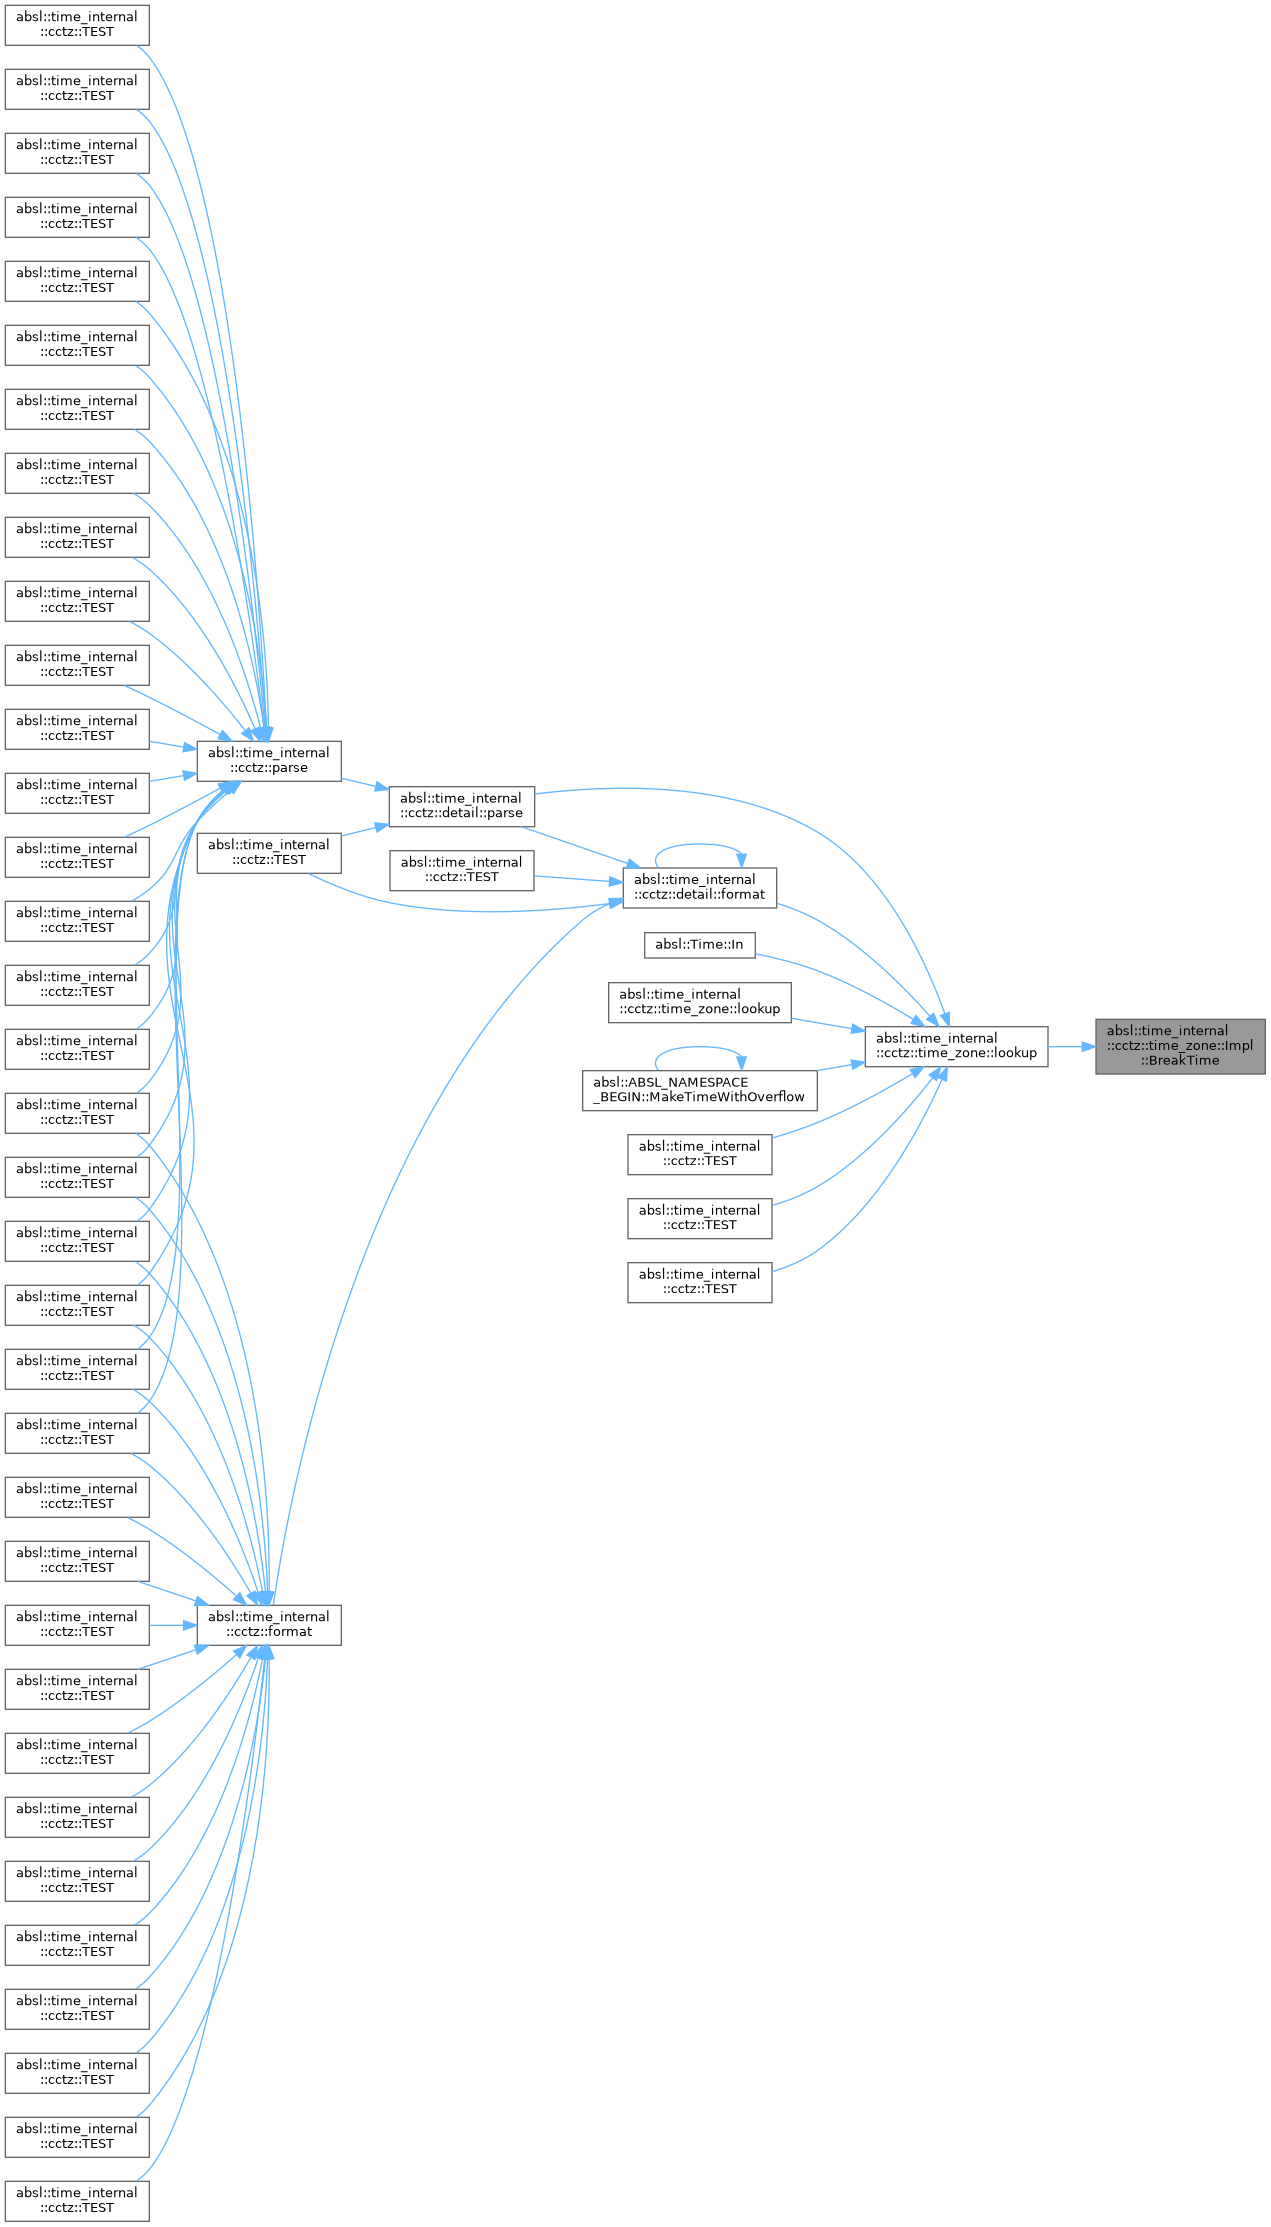 absl::time_internal
::cctz::TEST
absl::time_internal
::cctz::TEST
absl::time_internal
::cctz::TEST
absl::time_internal
::cctz::TEST
absl::time_internal
::cctz::TEST
absl::time_internal
::cctz::TEST
absl::time_internal
::cctz::TEST
absl::time_internal
::cctz::TEST
absl::time_internal
::cctz::TEST
absl::time_internal
::cctz::TEST
absl::time_internal
::cctz::TEST
absl::time_internal
::cctz::TEST
absl::time_internal
::cctz::TEST
absl::time_internal
::cctz::TEST
absl::time_internal
::cctz::TEST
absl::time_internal
::cctz::TEST
absl::time_internal
::cctz::TEST
absl::time_internal
::cctz::TEST
absl::time_internal
::cctz::TEST
absl::time_internal
::cctz::TEST
absl::time_internal
::cctz::TEST
absl::time_internal
::cctz::TEST
absl::time_internal
::cctz::TEST
absl::time_internal
::cctz::TEST
absl::time_internal
::cctz::TEST
absl::time_internal
::cctz::TEST
absl::time_internal
::cctz::TEST
absl::time_internal
::cctz::TEST
absl::time_internal
::cctz::TEST
absl::time_internal
::cctz::TEST
absl::time_internal
::cctz::TEST
absl::time_internal
::cctz::TEST
absl::time_internal
::cctz::TEST
absl::time_internal
::cctz::TEST
absl::time_internal
::cctz::TEST
absl::time_internal
::cctz::parse
absl::time_internal
::cctz::TEST
absl::time_internal
::cctz::format
absl::time_internal
::cctz::detail::parse
absl::time_internal
::cctz::TEST
absl::time_internal
::cctz::detail::format
absl::Time::In
absl::time_internal
::cctz::time_zone::lookup
absl::ABSL_NAMESPACE
_BEGIN::MakeTimeWithOverflow
absl::time_internal
::cctz::TEST
absl::time_internal
::cctz::TEST
absl::time_internal
::cctz::TEST
absl::time_internal
::cctz::time_zone::lookup
absl::time_internal
::cctz::time_zone::Impl
::BreakTime